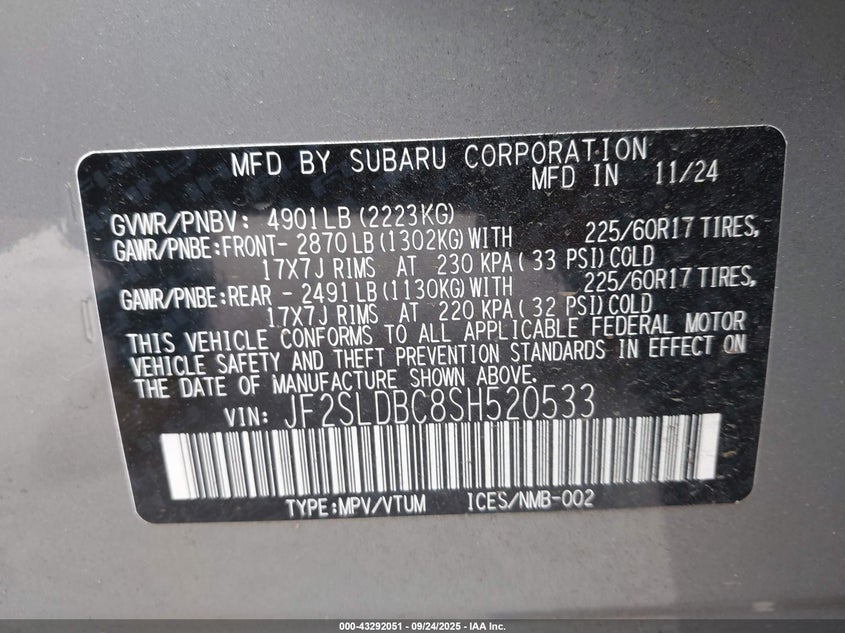 MFD BY SUBARU CORPORATION
MFD IN 11/24
GVWR/PNBV: 4901LB (2223KG)
GAWR/PNBE:FRONT- 2870LB (1302KG) WITH 225/60R17 TIRES,
17X7J RIMS AT 230 KPA( 33 PSI) COLD
GAWR/PNBE:REAR - 2491LB (1130KG) WITH 225/60R17 TIRES,
17X7J RIMS AT 220 KPA( 32 PSI) COLD
THIS VEHICLE CONFORMS TO ALL APPLICABLE FEDERAL MOTOR
VEHICLE SAFETY AND THEFT PREVENTION STANDARDS IN EFFECT ON
THE DATE OF MANUFACTURE SHOWN ABOVE.
VIN: JF2SLDBC8SH520533
TYPE:MPV/VTUM ICES/NMB-002
000-43292051 - 09/24/2025 - IAA Inc.